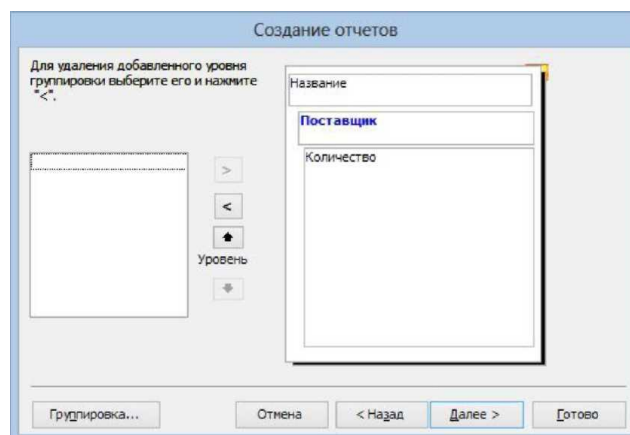 Создание отчетов
Для удаления добавленного уровня
группировки выберите его и нажмите
"<".
Название
Поставщик
Количество
>
<
Уровень
Группировка...
Отмена
< Назад
Далее >
Готово